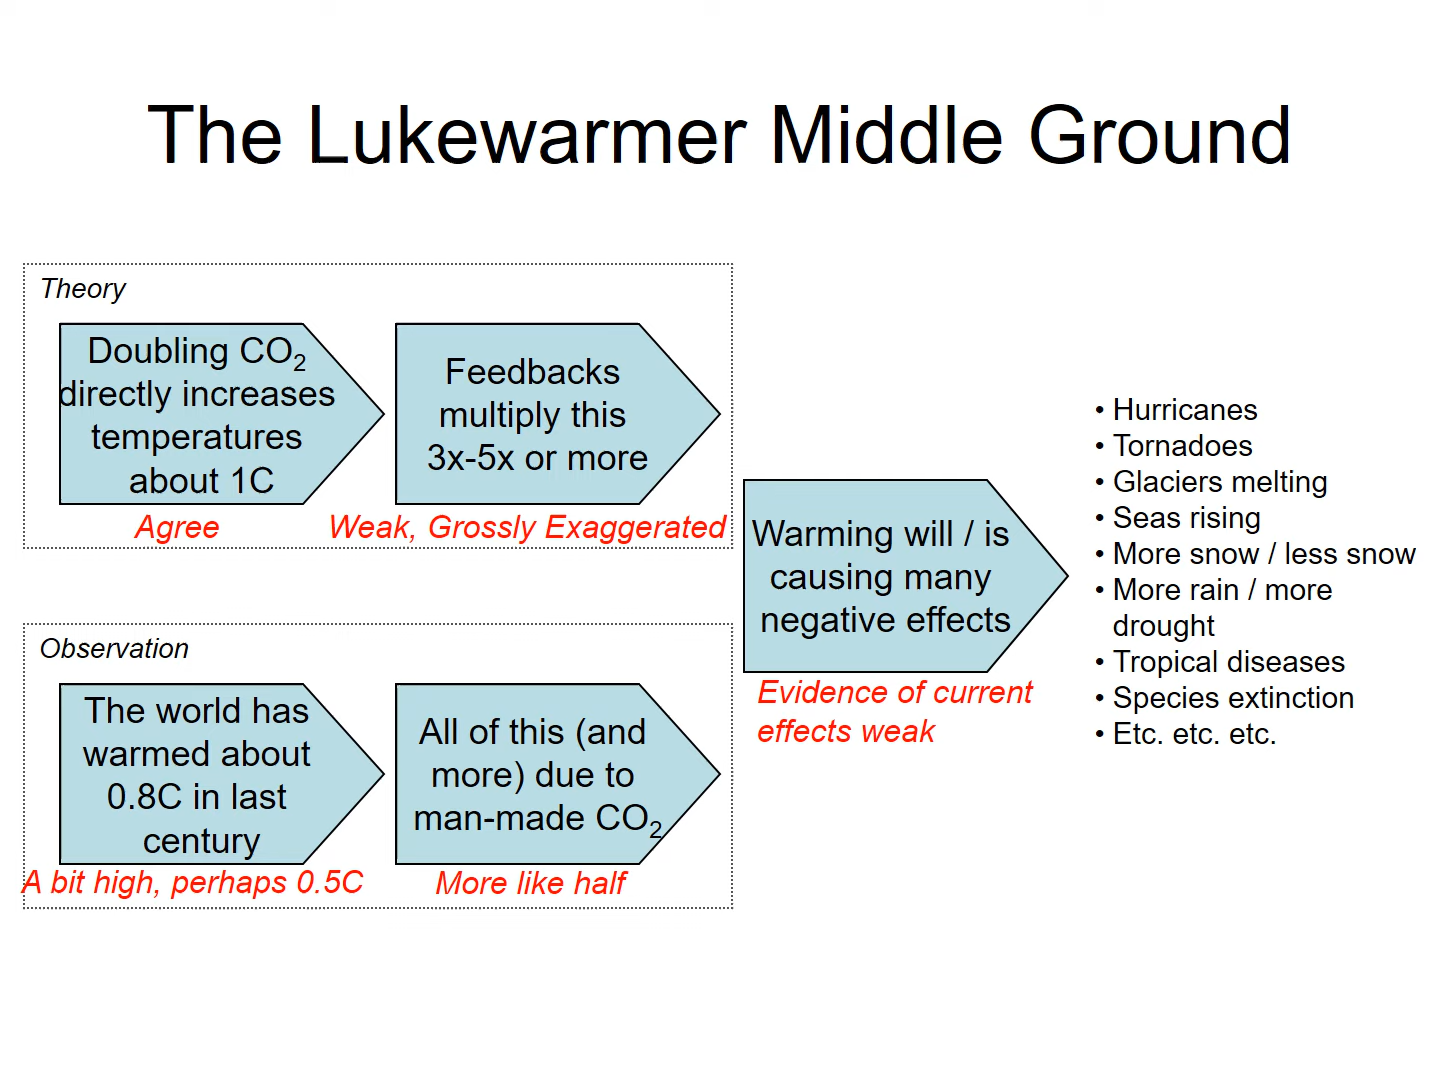 The Lukewarmer Middle Ground
Theory
Doubling CO2
directly increases
temperatures
about 1C
Agree
Feedbacks
multiply this
3x-5x or more
Weak, Grossly Exaggerated
Observation
The world has
warmed about
0.8C in last
century
A bit high, perhaps 0.5C
All of this (and
more) due to
man-made CO2
More like half
Warming will / is
causing many
negative effects
Evidence of current
effects weak
• Hurricanes
• Tornadoes
• Glaciers melting
• Seas rising
• More snow / less snow
• More rain / more
drought
• Tropical diseases
• Species extinction
• Etc. etc. etc.